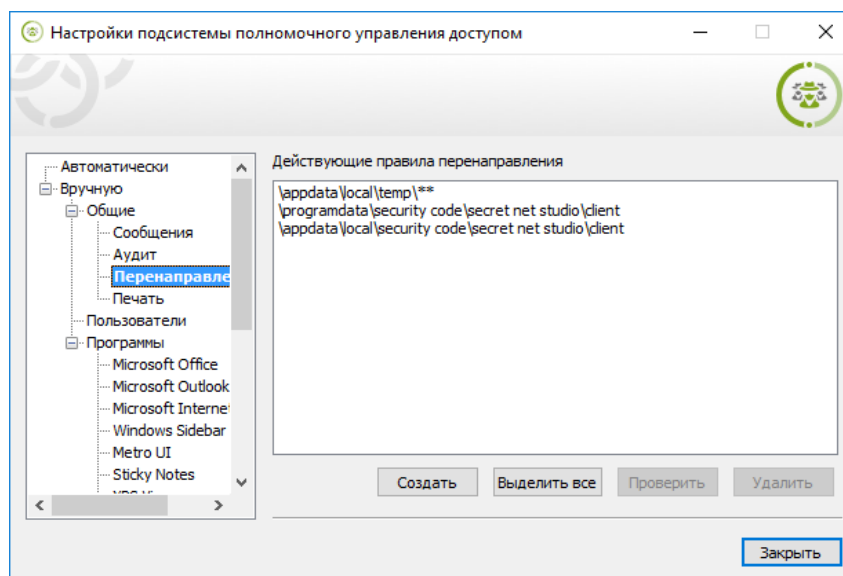 Настройки подсистемы полномочного управления доступом
Автоматически
Вручную
Общие
Сообщения
Аудит
Перенаправле
Печать
Пользователи
Программы
Microsoft Office
Microsoft Outlook
Microsoft Interne
Windows Sidebar
Metro UI
Sticky Notes
Действующие правила перенаправления
\appdata\local\temp\**
\programdata\security code\secret net studio\client
\appdata\local\security code\secret net studio\client
Создать
Выделить все
Проверить
Удалить
Закрыть